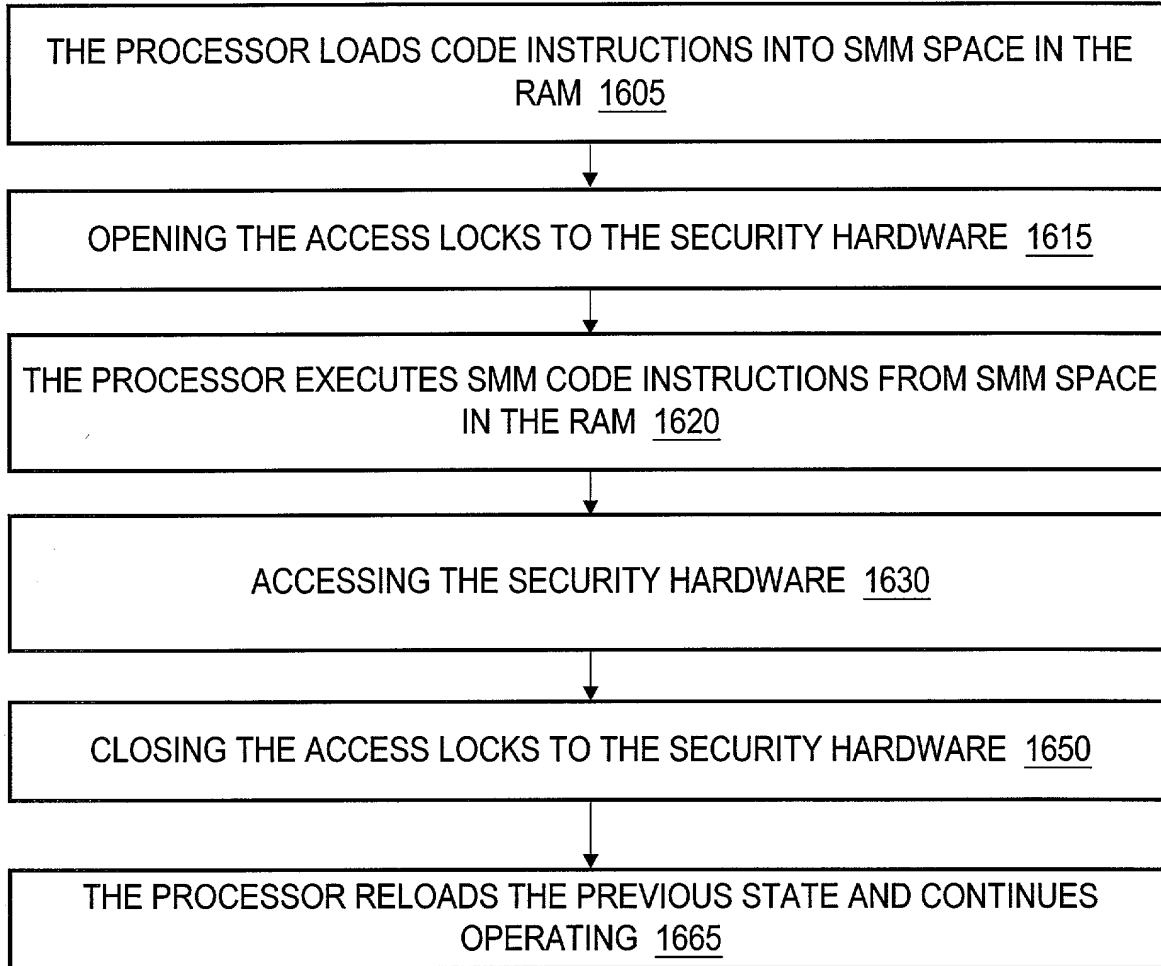 THE PROCESSOR LOADS CODE INSTRUCTIONS INTO SMM SPACE IN THE
RAM 1605
OPENING THE ACCESS LOCKS TO THE SECURITY HARDWARE 1615
THE PROCESSOR EXECUTES SMM CODE INSTRUCTIONS FROM SMM SPACE
IN THE RAM 1620
ACCESSING THE SECURITY HARDWARE 1630
CLOSING THE ACCESS LOCKS TO THE SECURITY HARDWARE 1650
THE PROCESSOR RELOADS THE PREVIOUS STATE AND CONTINUES
OPERATING 1665